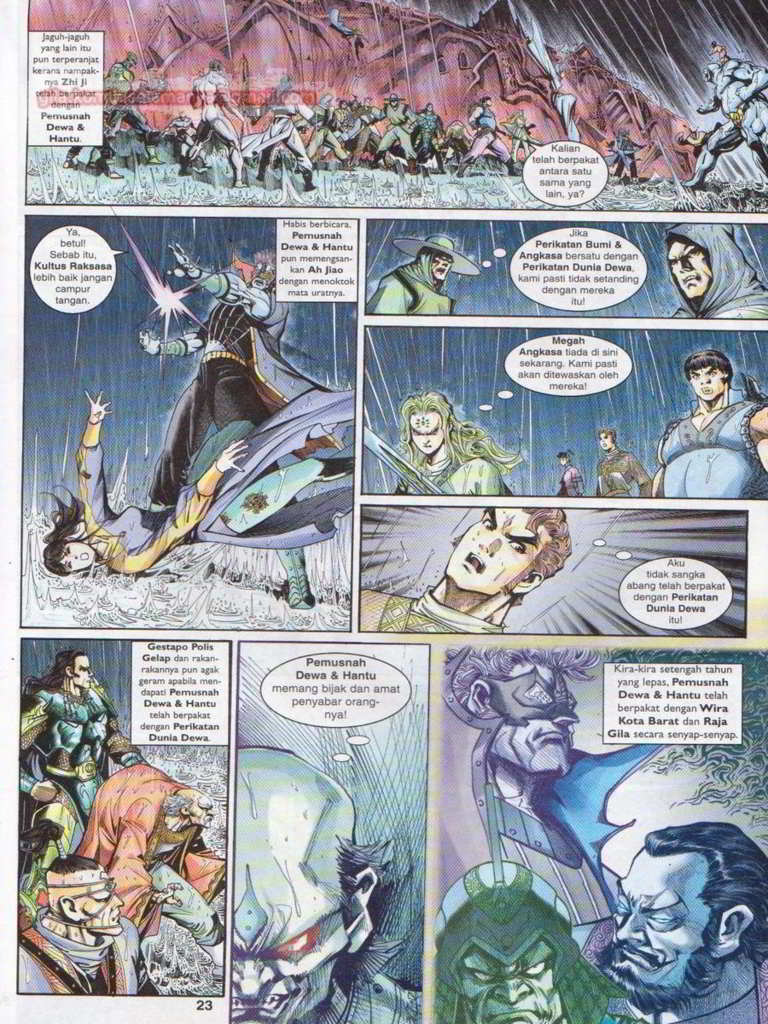 Jaguh-jaguh
yang lain itu
pun terperanjat
kerana nampak-
nya Zhi Ji
telah berpakat
dengan
Pemusnah
Dewa &
Hantu.
Kalian
telah berpakat
antara satu
sama yang
lain, ya?
Ya,
betul!
Sebab itu,
Kultus Raksasa
lebih baik jangan
campur
tangan.
Habis berbicara,
Pemusnah
Dewa & Hantu
pun memengsan-
kan Ah Jiao
dengan menoktok
mata uratnya.
Jika
Perikatan Bumi &
Angkasa bersatu dengan
Perikatan Dunia Dewa,
kami pasti tidak setanding
dengan mereka
itu!
Megah
Angkasa tiada di sini
sekarang. Kami pasti
akan ditewaskan oleh
mereka!
Aku
tidak sangka
abang telah berpakat
dengan Perikatan
Dunia Dewa
itu!
Gestapo Polis
Gelap dan rakan-
rakannya pun agak
geram apabila men-
dapati Pemusnah
Dewa & Hantu
telah berpakat
dengan Perikatan
Dunia Dewa.
Pemusnah
Dewa & Hantu
memang bijak dan amat
penyabar orang-
nya!
Kira-kira setengah tahun
yang lepas, Pemusnah
Dewa & Hantu telah
berpakat dengan Wira
Kota Barat dan Raja
Gila secara senyap-senyap.
23